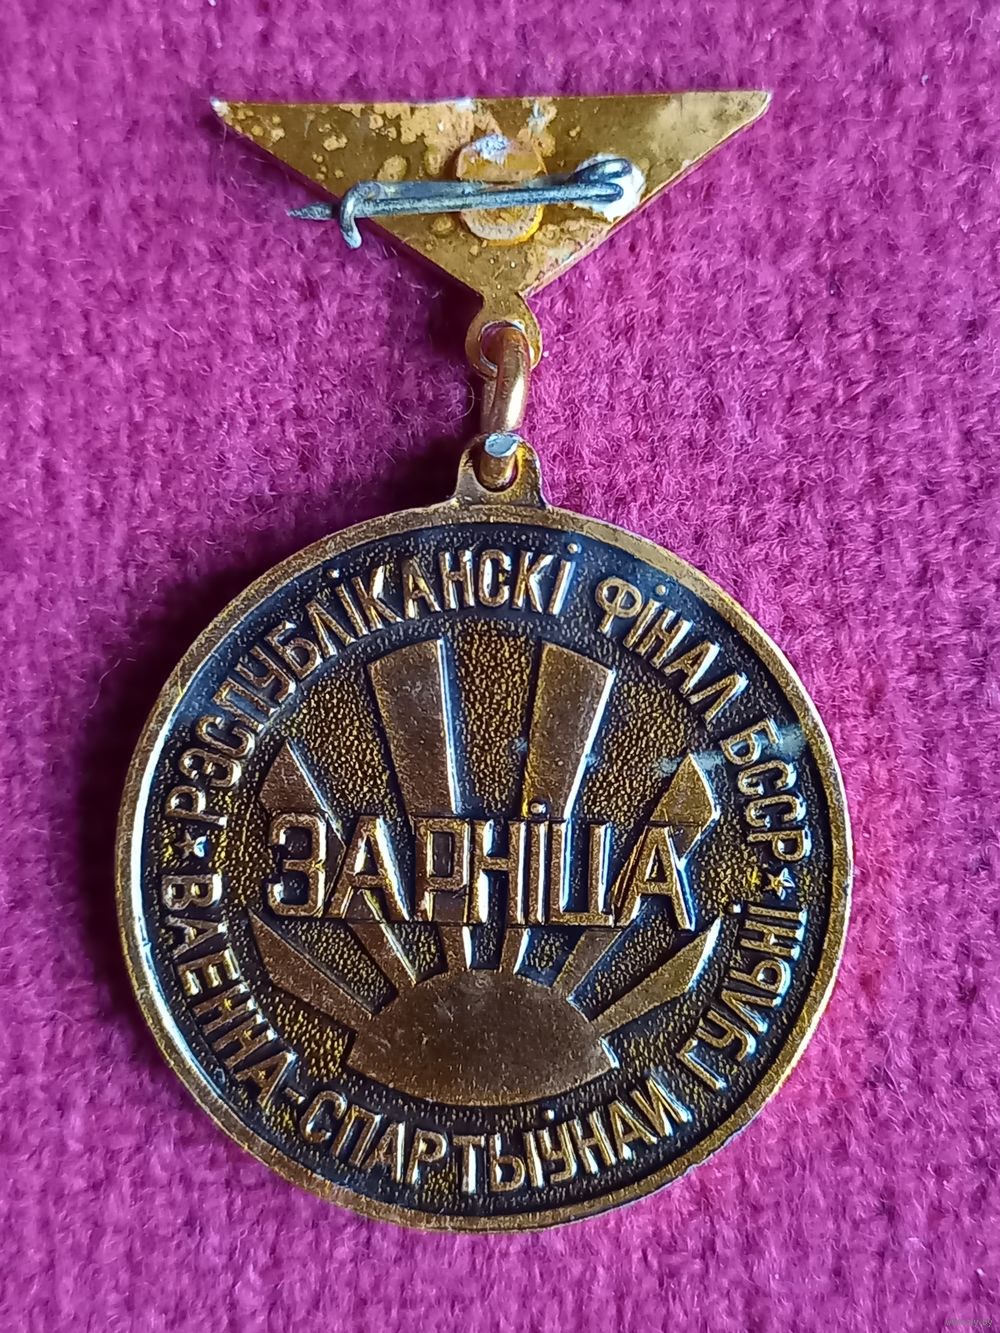 РЭСПУБЛІКАНСКІ ФІНАЛ БССР
ЗАРНІЦА
ВАЕННА-СПАРТЫЎНАЙ ГУЛЬНІ